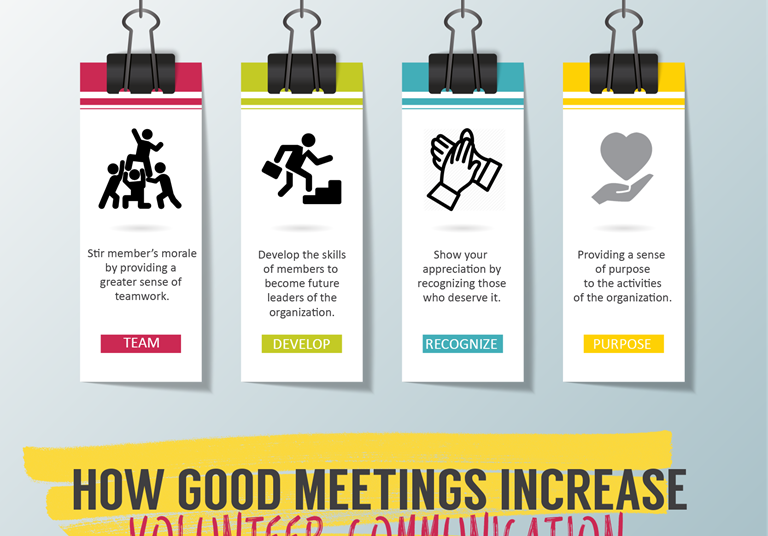 Stir member's morale
by providing a
greater sense of
teamwork.
TEAM
Develop the skills
of members to
become future
leaders of the
organization.
DEVELOP
Show your
appreciation by
recognizing those
who deserve it.
RECOGNIZE
Providing a sense
of purpose
to the activities
of the organization.
PURPOSE
HOW GOOD MEETINGS INCREASE
VOLUNTEER COMMUNICATION